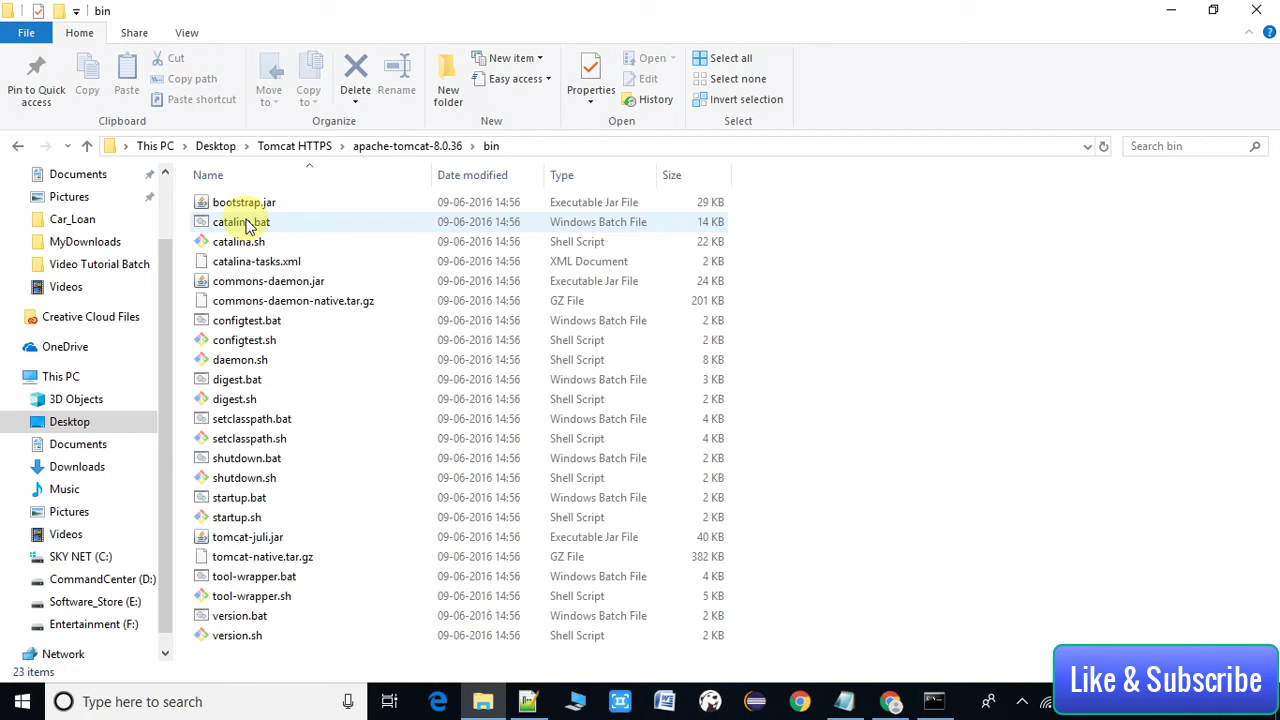 bin
File Home Share View
Pin to Quick access
Copy
Paste
Cut
Copy path
Paste shortcut
Clipboard
Move to
Copy to
Delete
Rename
Organize
New folder
New item
Easy access
New
Properties
Open
Edit
History
Open
Select all
Select none
Invert selection
Select
This PC > Desktop > Tomcat HTTPS > apache-tomcat-8.0.36 > bin
Search bin
Documents
Pictures
Car_Loan
MyDownloads
Video Tutorial Batch
Videos
Creative Cloud Files
OneDrive
This PC
3D Objects
Desktop
Documents
Downloads
Music
Pictures
Videos
SKY NET (C:)
CommandCenter (D:)
Software_Store (E:)
Entertainment (F:)
Network
Name Date modified Type Size
bootstrap.jar 09-06-2016 14:56 Executable Jar File 29 KB
catalina.bat 09-06-2016 14:56 Windows Batch File 14 KB
catalina.sh 09-06-2016 14:56 Shell Script 22 KB
catalina-tasks.xml 09-06-2016 14:56 XML Document 2 KB
commons-daemon.jar 09-06-2016 14:56 Executable Jar File 24 KB
commons-daemon-native.tar.gz 09-06-2016 14:56 GZ File 201 KB
configtest.bat 09-06-2016 14:56 Windows Batch File 2 KB
configtest.sh 09-06-2016 14:56 Shell Script 2 KB
daemon.sh 09-06-2016 14:56 Shell Script 8 KB
digest.bat 09-06-2016 14:56 Windows Batch File 3 KB
digest.sh 09-06-2016 14:56 Shell Script 2 KB
setclasspath.bat 09-06-2016 14:56 Windows Batch File 4 KB
setclasspath.sh 09-06-2016 14:56 Shell Script 4 KB
shutdown.bat 09-06-2016 14:56 Windows Batch File 2 KB
shutdown.sh 09-06-2016 14:56 Shell Script 2 KB
startup.bat 09-06-2016 14:56 Windows Batch File 2 KB
startup.sh 09-06-2016 14:56 Shell Script 2 KB
tomcat-juli.jar 09-06-2016 14:56 Executable Jar File 40 KB
tomcat-native.tar.gz 09-06-2016 14:56 GZ File 382 KB
tool-wrapper.bat 09-06-2016 14:56 Windows Batch File 4 KB
tool-wrapper.sh 09-06-2016 14:56 Shell Script 5 KB
version.bat 09-06-2016 14:56 Windows Batch File 2 KB
version.sh 09-06-2016 14:56 Shell Script 2 KB
23 items
Like & Subscribe
Type here to search